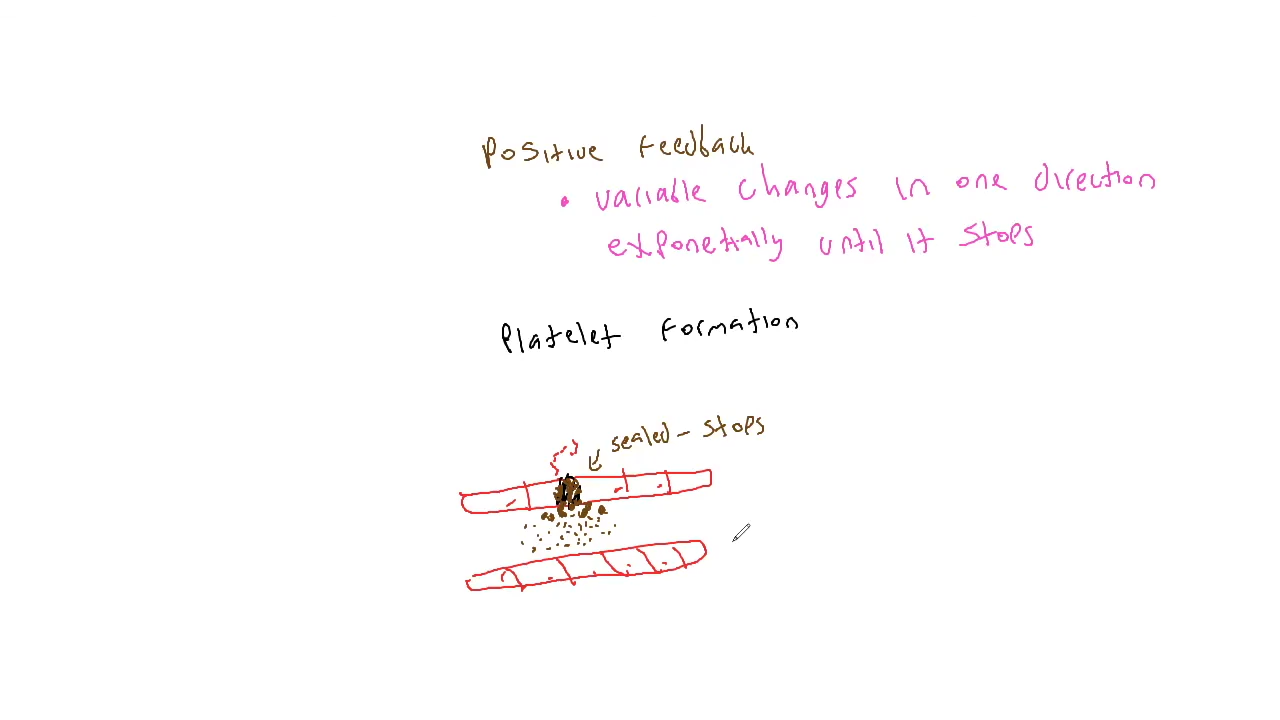 Positive Feedback
• variable changes in one direction
exponetially until it stops
Platelet Formation
sealed - stops